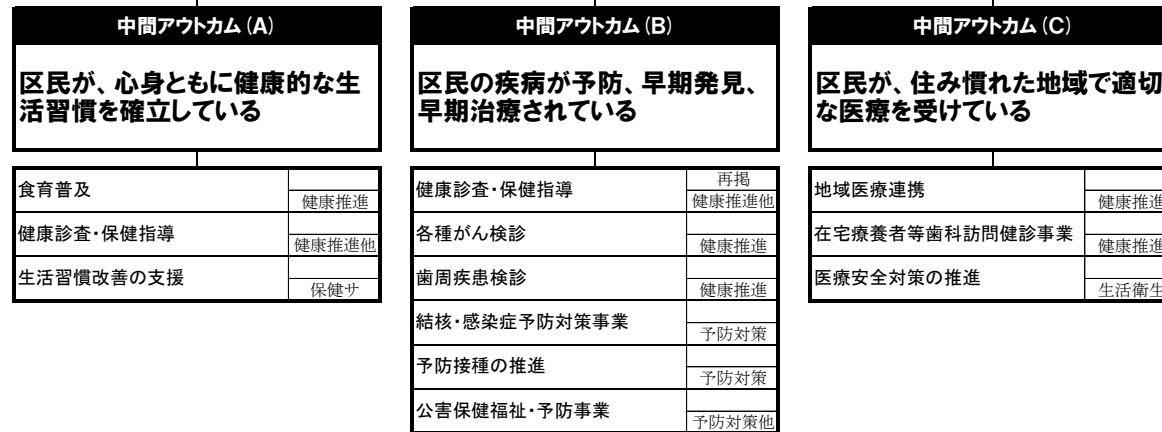 中間アウトカム(A)
区民が、心身ともに健康的な生
活習慣を確立している
食育普及
健康推進
健康診査・保健指導
健康推進他
生活習慣改善の支援
保健サ
中間アウトカム(B)
区民の疾病が予防、早期発見、
早期治療されている
健康診査・保健指導
再掲
健康推進他
各種がん検診
健康推進
歯周疾患検診
健康推進
結核・感染症予防対策事業
予防対策
予防接種の推進
予防対策
公害保健福祉・予防事業
予防対策他
中間アウトカム(C)
区民が、住み慣れた地域で適切
な医療を受けている
地域医療連携
健康推進
在宅療養者等歯科訪問健診事業
健康推進
医療安全対策の推進
生活衛生